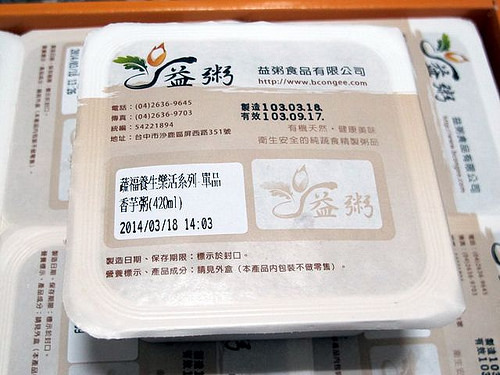 益粥
益粥食品有限公司
http://www.bcongee.com
電話：(04)2636-9645
傳真：(04)2636-9703
統編：54221894
地址：台中市沙鹿區屏西路351號
製造103.03.18.
有效103.09.17.
有機天然‧健康美味
衛生安全的純蔬食精製粥品
蔬福養生樂活系列-單品
香芋粥(420ml)
2014/03/18 14:03
益粥
製造日期、保存期限：標示於封口。
營養標示、產品成分：請見外盒（本產品內包裝不做零售）。